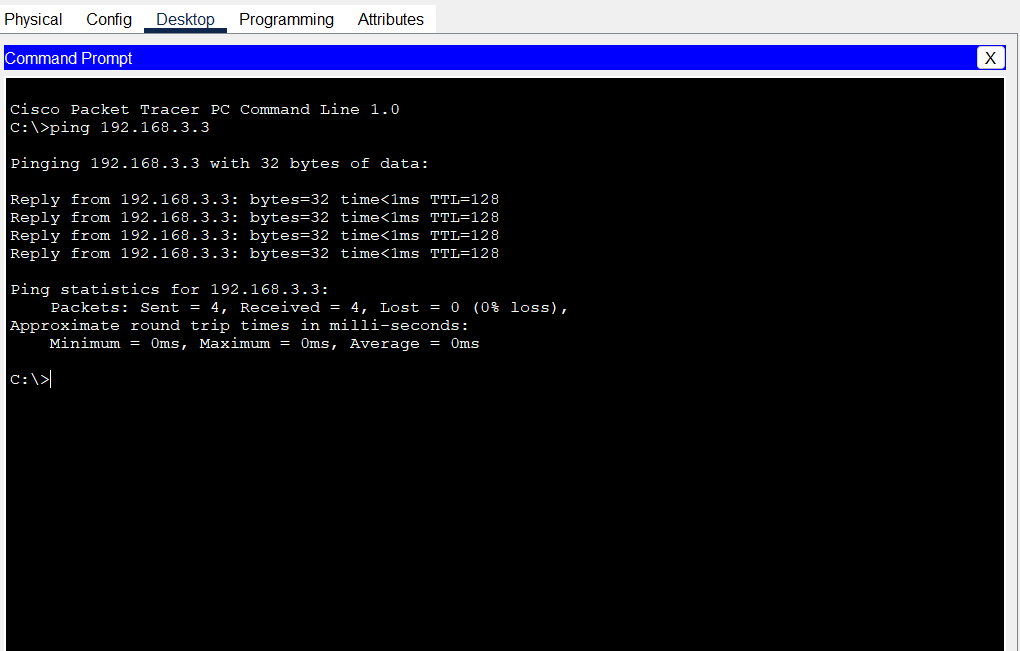 Physical Config Desktop Programming Attributes
Command Prompt X
Cisco Packet Tracer PC Command Line 1.0
C:\>ping 192.168.3.3
Pinging 192.168.3.3 with 32 bytes of data:
Reply from 192.168.3.3: bytes=32 time<1ms TTL=128
Reply from 192.168.3.3: bytes=32 time<1ms TTL=128
Reply from 192.168.3.3: bytes=32 time<1ms TTL=128
Reply from 192.168.3.3: bytes=32 time<1ms TTL=128
Ping statistics for 192.168.3.3:
Packets: Sent = 4, Received = 4, Lost = 0 (0% loss),
Approximate round trip times in milli-seconds:
Minimum = 0ms, Maximum = 0ms, Average = 0ms
C:\>